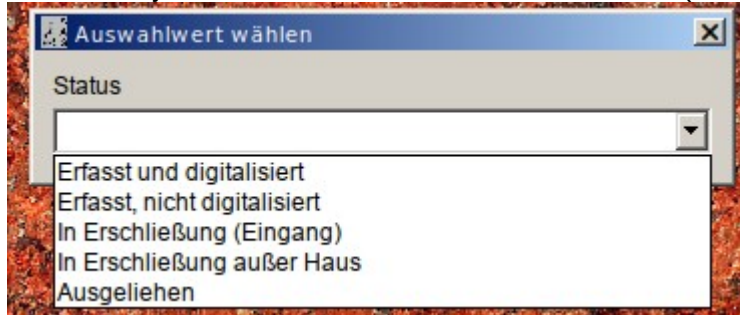 Auswahlwert wählen
Status
Erfasst und digitalisiert
Erfasst, nicht digitalisiert
In Erschließung (Eingang)
In Erschließung außer Haus
Ausgeliehen